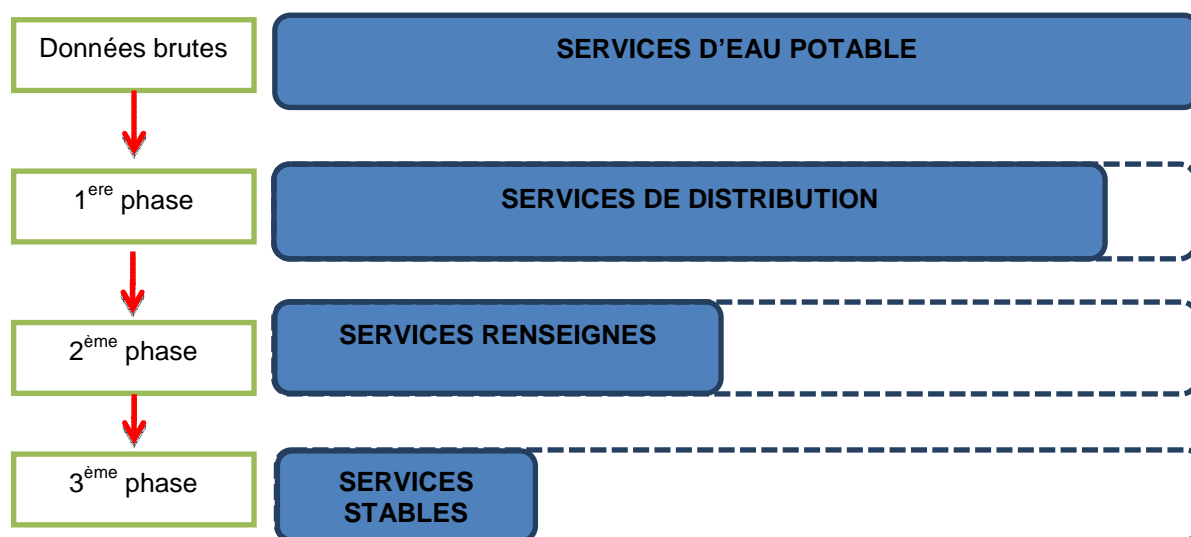 Données brutes
SERVICES D’EAU POTABLE
1ere phase
SERVICES DE DISTRIBUTION
2ème phase
SERVICES RENSEIGNES
3ème phase
SERVICES
STABLES